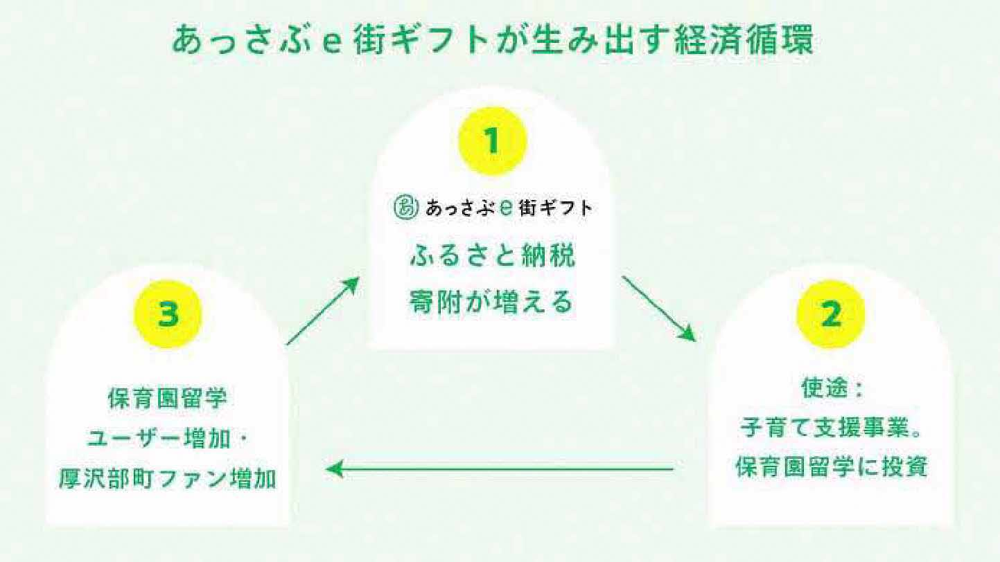 あっさぶe街ギフトが生み出す経済循環
1
あ あっさぶe街ギフト
ふるさと納税
寄附が増える
2
使途：
子育て支援事業。
保育園留学に投資
3
保育園留学
ユーザー増加・
厚沢部町ファン増加